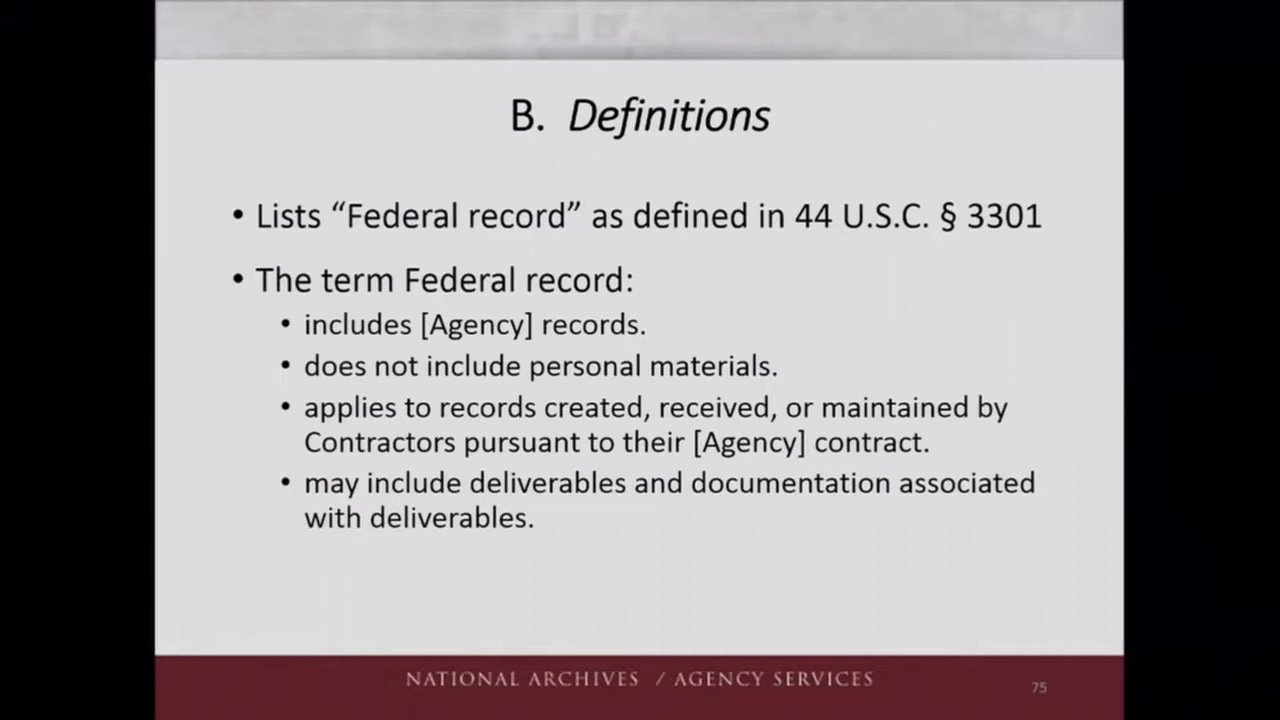 B. Definitions
• Lists “Federal record” as defined in 44 U.S.C. § 3301
• The term Federal record:
• includes [Agency] records.
• does not include personal materials.
• applies to records created, received, or maintained by
Contractors pursuant to their [Agency] contract.
• may include deliverables and documentation associated
with deliverables.
NATIONAL ARCHIVES / AGENCY SERVICES
75